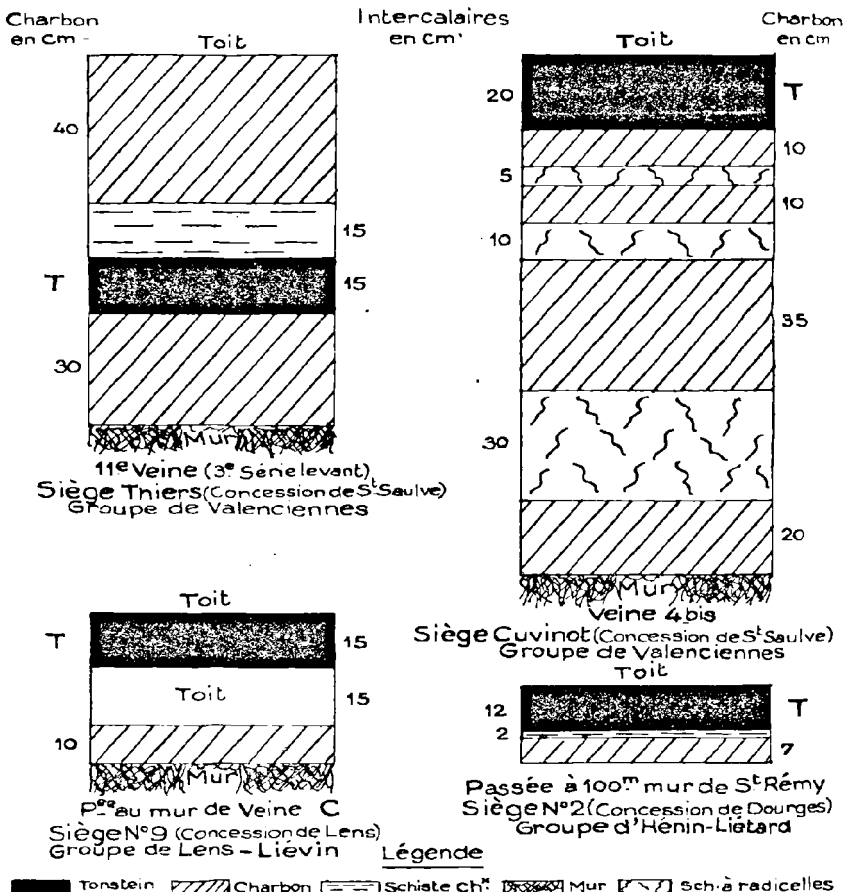 Charbon
en cm
Intercalaires
en cm
Charbon
en cm
Toit
40
15
T
15
30
Mur
11e Veine (3e Série levant)
Siège Thiers (Concession de St Saulve)
Groupe de Valenciennes
Toit
20
T
10
5
10
10
35
30
20
Mur
Veine 4 bis
Siège Cuvinot (Concession de St Saulve)
Groupe de Valenciennes
Toit
T
15
Toit
15
10
Mur
Pée au mur de Veine C
Siège N°9 (Concession de Lens)
Groupe de Lens-Liévin
Toit
12
T
2
7
Passée à 100m mur de St Rémy
Siège N°2 (Concession de Dourges)
Groupe d'Hénin-Liétard
Légende
Tonstein Charbon Schiste Chx Mur Sch. à radicelles